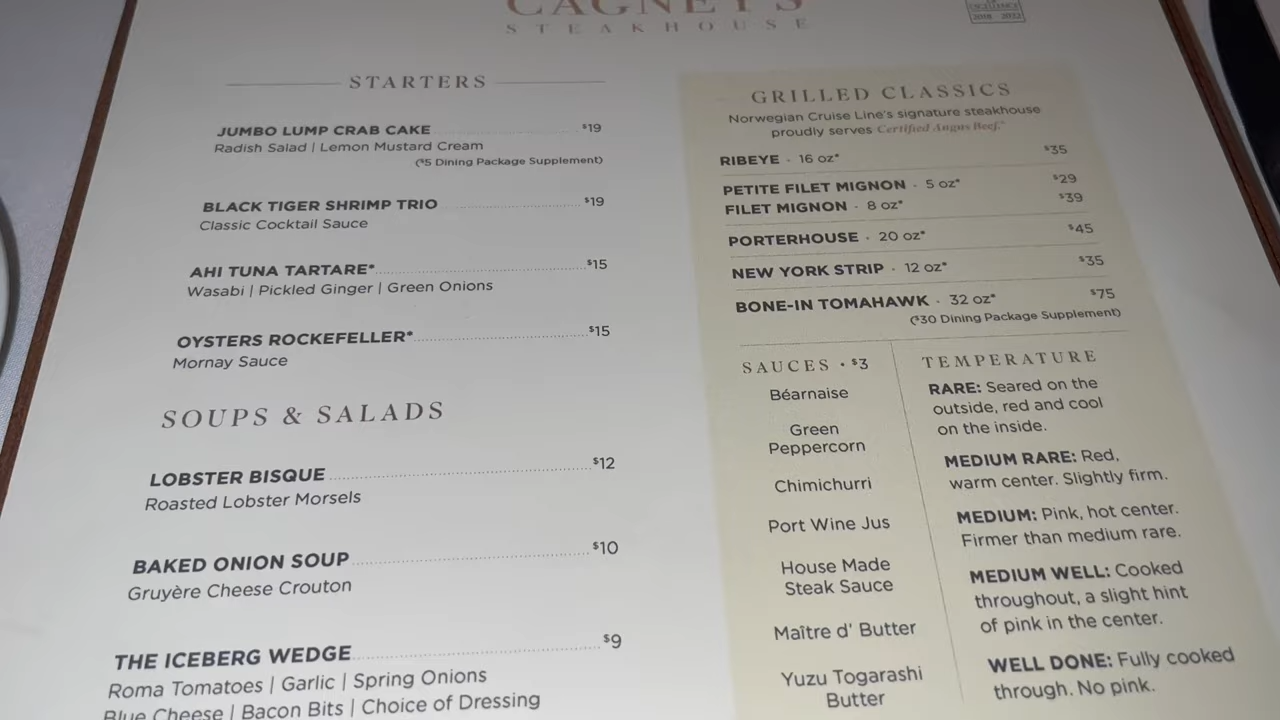 CAGNEY'S
STEAKHOUSE
EXCELLENCE
2018 2022
STARTERS
JUMBO LUMP CRAB CAKE $19
Radish Salad | Lemon Mustard Cream
($5 Dining Package Supplement)
BLACK TIGER SHRIMP TRIO $19
Classic Cocktail Sauce
AHI TUNA TARTARE* $15
Wasabi | Pickled Ginger | Green Onions
OYSTERS ROCKEFELLER* $15
Mornay Sauce
SOUPS & SALADS
LOBSTER BISQUE $12
Roasted Lobster Morsels
BAKED ONION SOUP $10
Gruyère Cheese Crouton
THE ICEBERG WEDGE $9
Roma Tomatoes | Garlic | Spring Onions
Blue Cheese | Bacon Bits | Choice of Dressing
GRILLED CLASSICS
Norwegian Cruise Line's signature steakhouse
proudly serves Certified Angus Beef.
RIBEYE · 16 oz* $35
PETITE FILET MIGNON · 5 oz* $29
FILET MIGNON · 8 oz* $39
PORTERHOUSE · 20 oz* $45
NEW YORK STRIP · 12 oz* $35
BONE-IN TOMAHAWK · 32 oz* $75
($30 Dining Package Supplement)
SAUCES · $3
Béarnaise
Green
Peppercorn
Chimichurri
Port Wine Jus
House Made
Steak Sauce
Maître d' Butter
Yuzu Togarashi
Butter
TEMPERATURE
RARE: Seared on the
outside, red and cool
on the inside.
MEDIUM RARE: Red,
warm center. Slightly firm.
MEDIUM: Pink, hot center.
Firmer than medium rare.
MEDIUM WELL: Cooked
throughout, a slight hint
of pink in the center.
WELL DONE: Fully cooked
through. No pink.